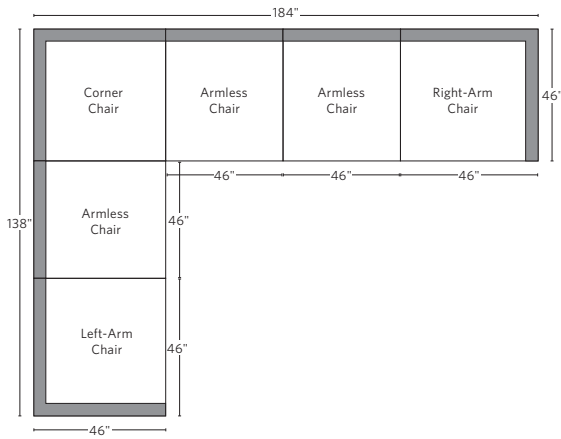 184"
Corner
Chair
Armless
Chair
Armless
Chair
Right-Arm
Chair
46"
46"
46"
46"
138"
Armless
Chair
46"
Left-Arm
Chair
46"
46"